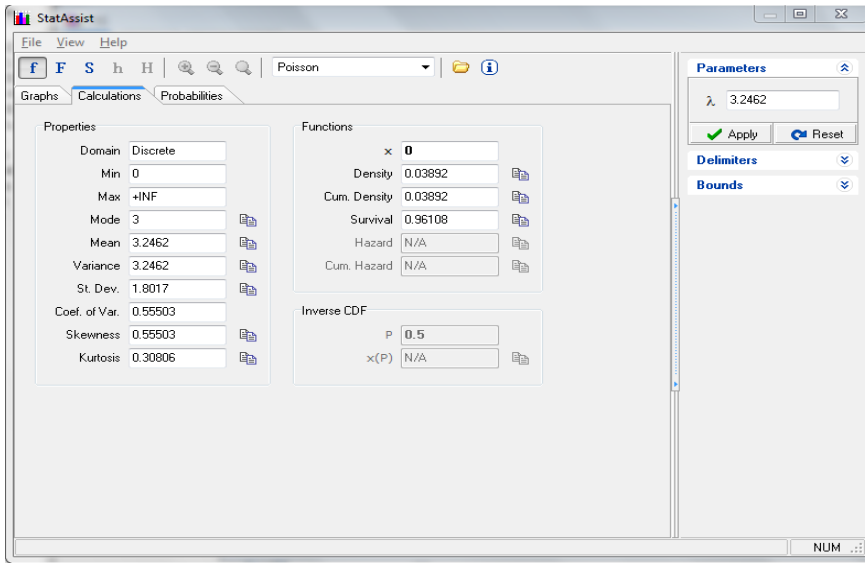 StatAssist
File View Help
f F S h H Poisson
Graphs Calculations Probabilities
Properties
Domain Discrete
Min 0
Max +INF
Mode 3
Mean 3.2462
Variance 3.2462
St. Dev. 1.8017
Coef. of Var. 0.55503
Skewness 0.55503
Kurtosis 0.30806
Functions
x 0
Density 0.03892
Cum. Density 0.03892
Survival 0.96108
Hazard N/A
Cum. Hazard N/A
Inverse CDF
P 0.5
x(P) N/A
Parameters
λ 3.2462
Apply Reset
Delimiters
Bounds
NUM